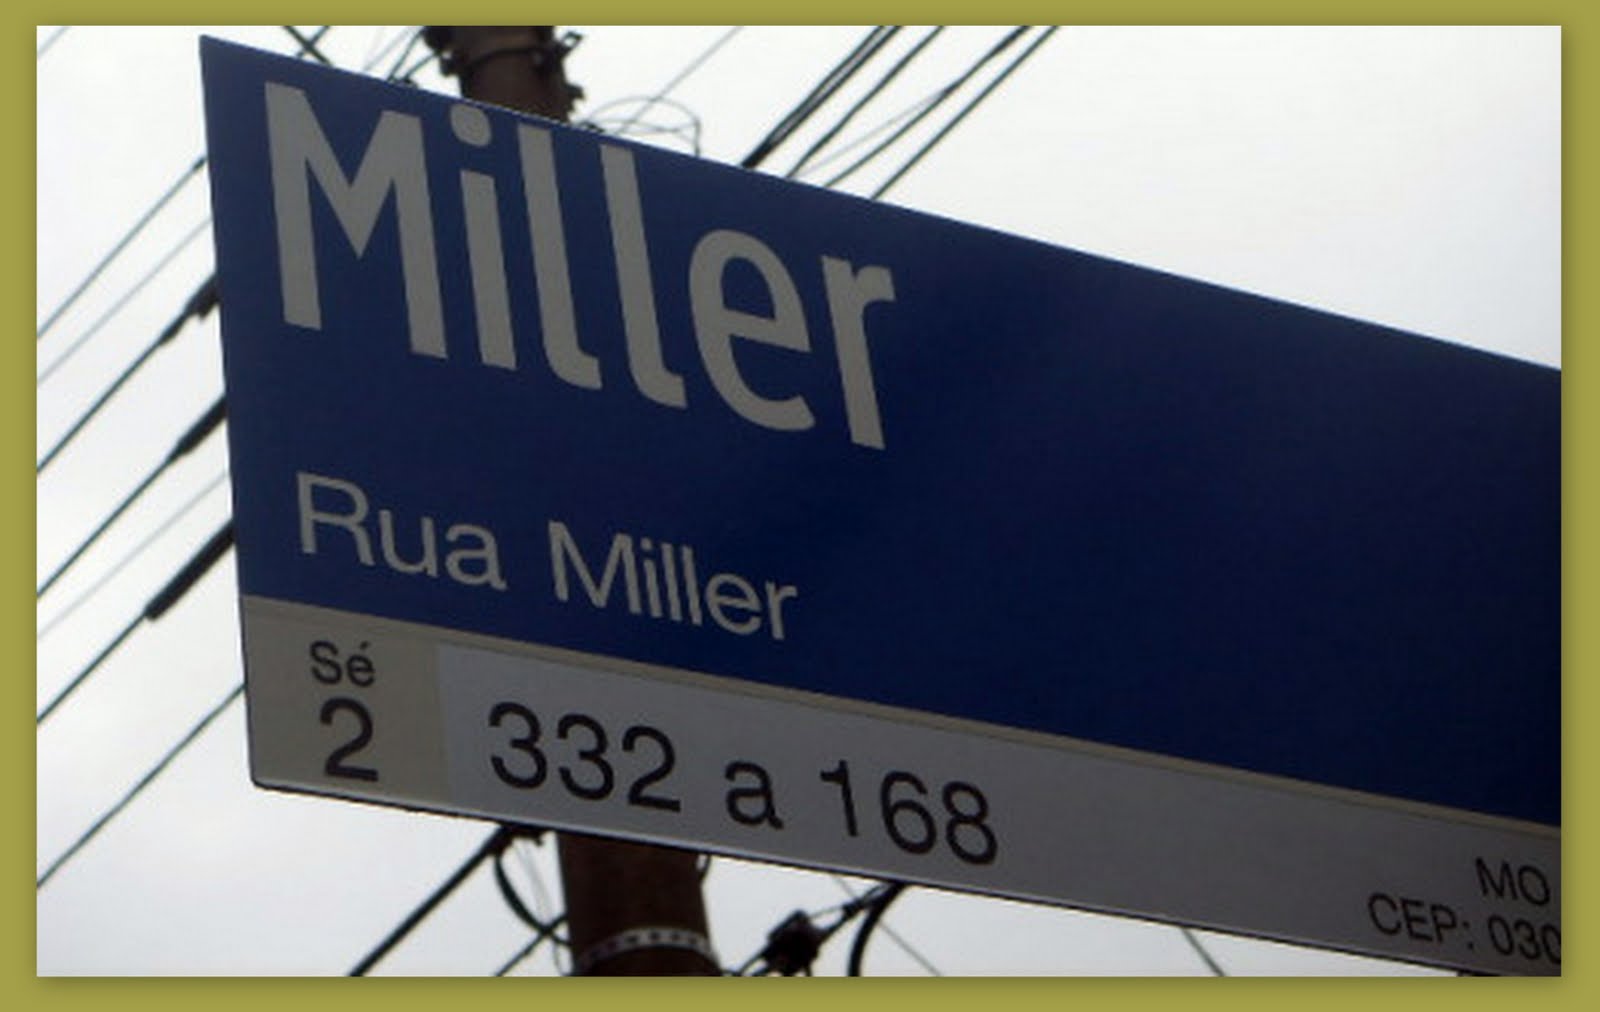 Miller
Rua Miller
Sé
2
332 a 168
MO
CEP: 030